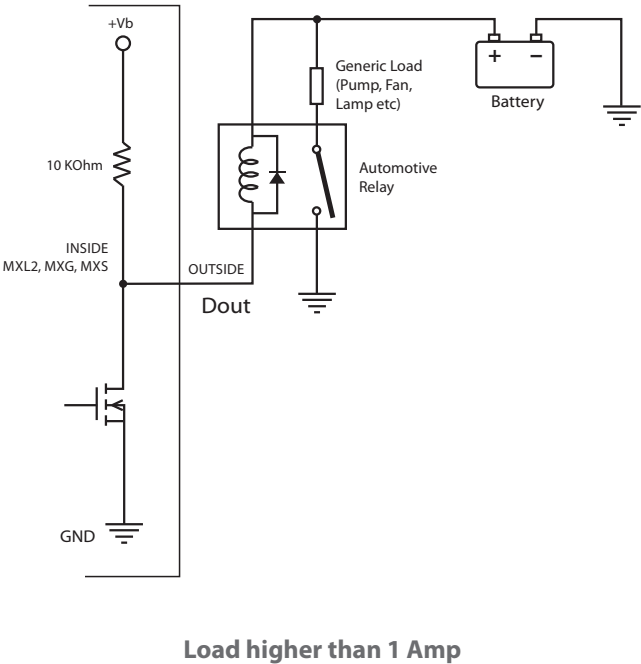 +Vb
Generic Load
(Pump, Fan,
Lamp etc)
+ −
Battery
10 KOhm
Automotive
Relay
INSIDE
MXL2, MXG, MXS
OUTSIDE
Dout
GND
Load higher than 1 Amp